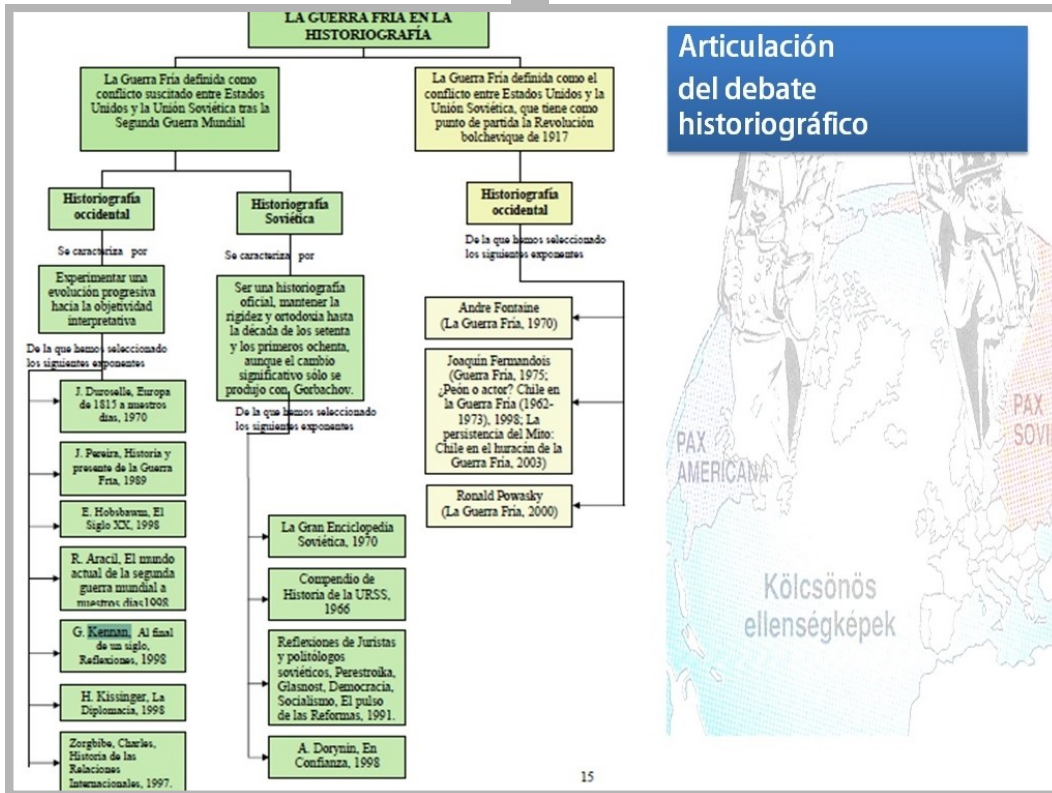 LA GUERRA FRIA EN LA
HISTORIOGRAFÍA
Articulación
del debate
historiográfico
La Guerra Fría definida como
conflicto suscitado entre Estados
Unidos y la Unión Soviética tras la
Segunda Guerra Mundial
La Guerra Fría definida como el
conflicto entre Estados Unidos y la
Unión Soviética, que tiene como
punto de partida la Revolución
bolchevique de 1917
Historiografía
occidental
Se caracteriza por
Experimentar una
evolución progresiva
hacia la objetividad
interpretativa
De la que hemos seleccionado
los siguientes exponentes
J. Duroselle, Europa
de 1815 a nuestros
días, 1970
J. Pereira, Historia y
presente de la Guerra
Fría, 1989
E. Hobsbawm, El
Siglo XX, 1998
R. Aracil, El mundo
actual de la segunda
guerra mundial a
nuestros días1998
G. Kennan, Al final
de un siglo,
Reflexiones, 1998
H. Kissinger, La
Diplomacia, 1998
Zorgbibe, Charles,
Historia de las
Relaciones
Internacionales, 1997.
Historiografía
Soviética
Se caracteriza por
Ser una historiografía
oficial, mantener la
rigidez y ortodoxia hasta
la década de los setenta
y los primeros ochenta,
aunque el cambio
significativo sólo se
produjo con, Gorbachov.
De la que hemos seleccionado
los siguientes exponentes
La Gran Enciclopedia
Soviética, 1970
Compendio de
Historia de la URSS,
1966
Reflexiones de Juristas
y politólogos
soviéticos, Perestroika,
Glasnost, Democracia,
Socialismo, El pulso
de las Reformas, 1991.
A. Dorynin, En
Confianza, 1998
Historiografía
occidental
De la que hemos seleccionado
los siguientes exponentes
Andre Fontaine
(La Guerra Fría, 1970)
Joaquín Fermandois
(Guerra Fría, 1975;
¿Peón o actor? Chile en
la Guerra Fría (1962-
1973), 1998; La
persistencia del Mito:
Chile en el huracán de la
Guerra Fría, 2003)
Ronald Powasky
(La Guerra Fría, 2000)
15
PAX
AMERICANA
PAX
SOVI
Kölcsönös
ellenségképek